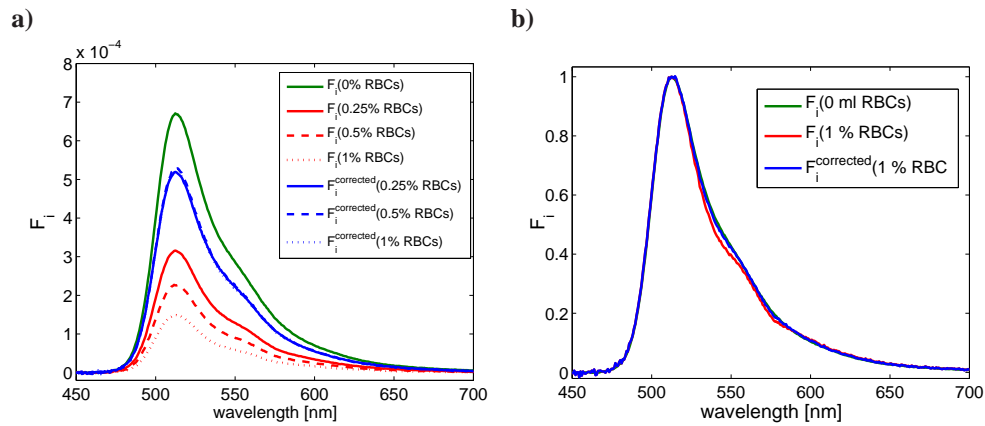 a)
x 10⁻⁴
8
7
6
5
4
3
2
1
0
450 500 550 600 650 700
wavelength [nm]
F_i
F_i(0% RBCs)
F_i(0.25% RBCs)
F_i(0.5% RBCs)
F_i(1% RBCs)
F_i^corrected(0.25% RBCs)
F_i^corrected(0.5% RBCs)
F_i^corrected(1% RBCs)
b)
1
0.8
0.6
0.4
0.2
0
450 500 550 600 650 700
wavelength [nm]
F_i
F_i(0 ml RBCs)
F_i(1 % RBCs)
F_i^corrected(1 % RBC